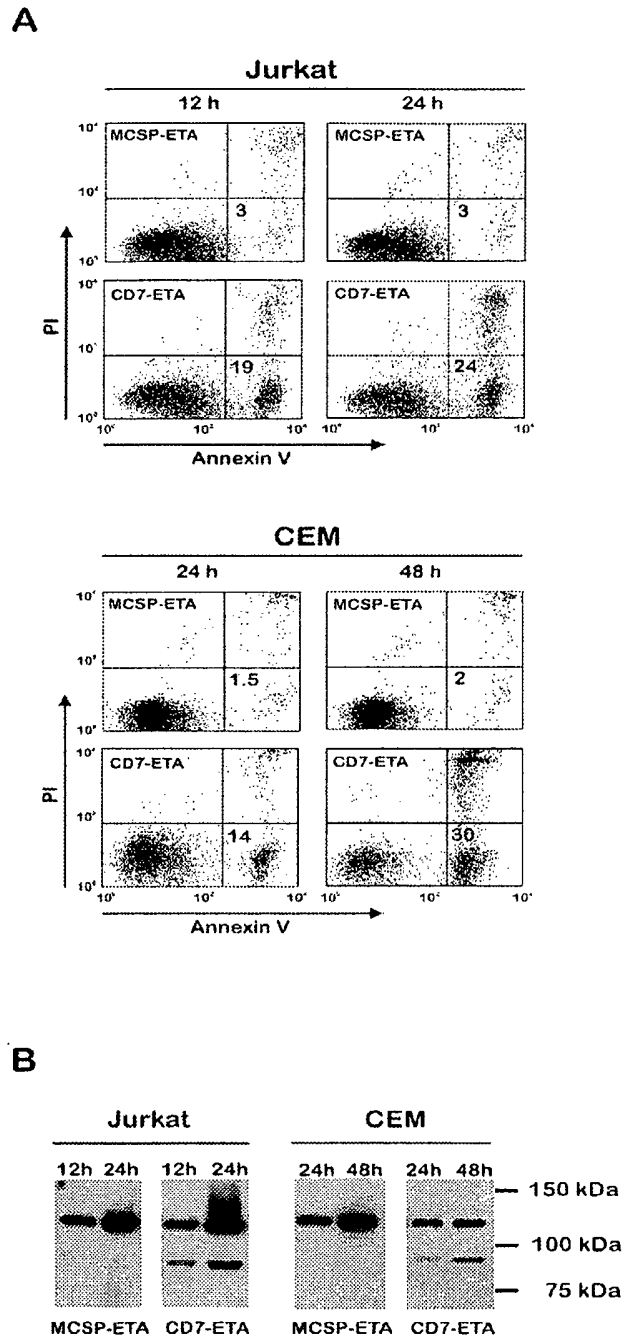 A
Jurkat
12 h 24 h
MCSP-ETA MCSP-ETA
3 3
CD7-ETA CD7-ETA
19 24
PI
Annexin V
CEM
24 h 48 h
MCSP-ETA MCSP-ETA
1.5 2
CD7-ETA CD7-ETA
14 30
PI
Annexin V
B
Jurkat CEM
12h 24h 12h 24h 24h 48h 24h 48h
150 kDa
100 kDa
75 kDa
MCSP-ETA CD7-ETA MCSP-ETA CD7-ETA